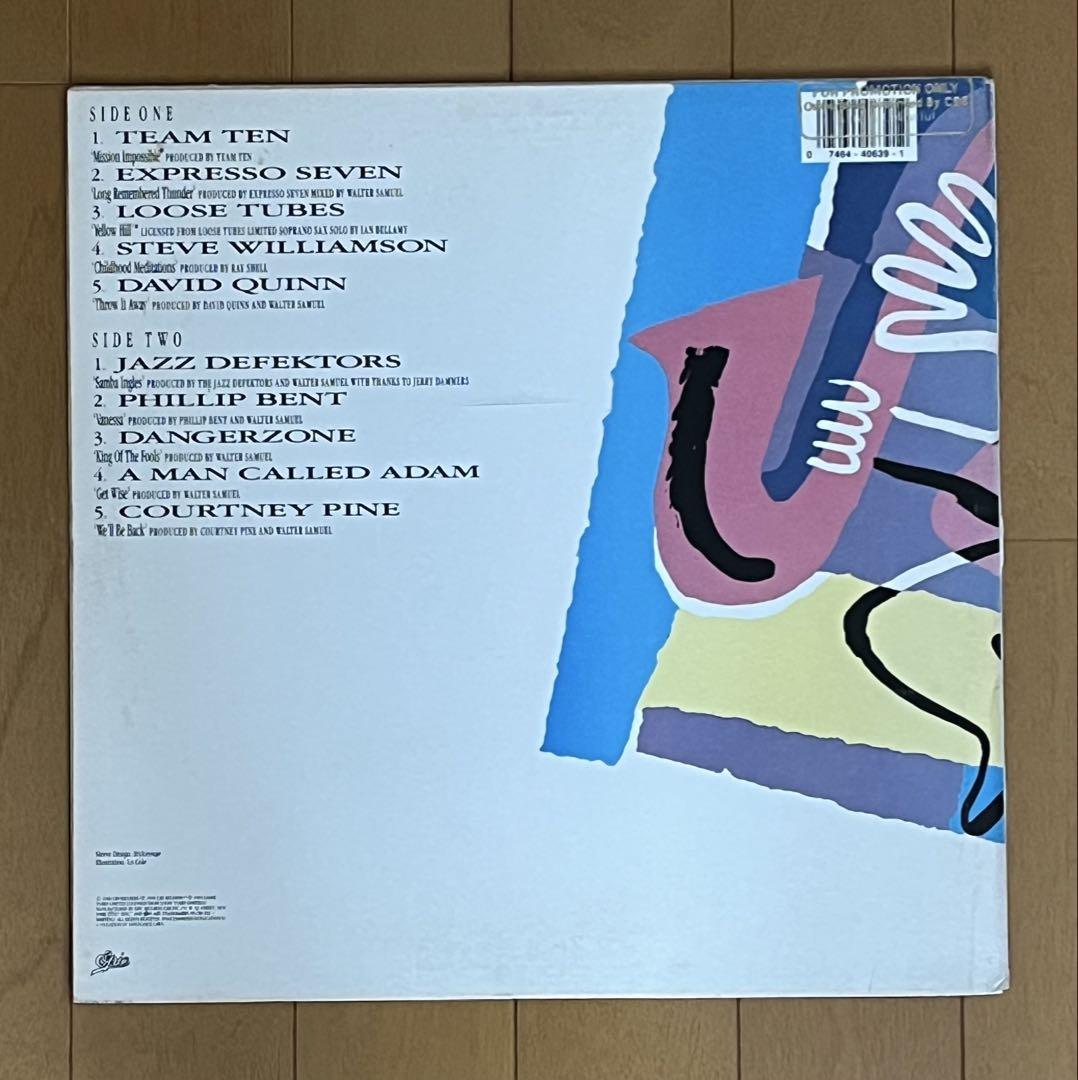 SIDE ONE
1. TEAM TEN
'Mission Impossible' PRODUCED BY TEAM TEN
2. EXPRESSO SEVEN
'Long Remembered Thunder' PRODUCED BY EXPRESSO SEVEN MIXED BY WALTER SAMUEL
3. LOOSE TUBES
'Yellow Hill'* LICENSED FROM LOOSE TUBES LIMITED SOPRANO SAX SOLO BY IAN BELLAMY
4. STEVE WILLIAMSON
'Childhood Meditations' PRODUCED BY RAY SHELL
5. DAVID QUINN
'Throw It Away' PRODUCED BY DAVID QUINN AND WALTER SAMUEL
SIDE TWO
1. JAZZ DEFEKTORS
'Samba Ingles' PRODUCED BY THE JAZZ DEFEKTORS AND WALTER SAMUEL WITH THANKS TO JERRY DAMMERS
2. PHILLIP BENT
'Vanessa' PRODUCED BY PHILLIP BENT AND WALTER SAMUEL
3. DANGERZONE
'King Of The Fools' PRODUCED BY WALTER SAMUEL
4. A MAN CALLED ADAM
'Get Wise' PRODUCED BY WALTER SAMUEL
5. COURTNEY PINE
'We'll Be Back' PRODUCED BY COURTNEY PINE AND WALTER SAMUEL
FOR PROMOTION ONLY
By CBS
0 7464-40639-1
Sleeve Design
Illustration
Epic